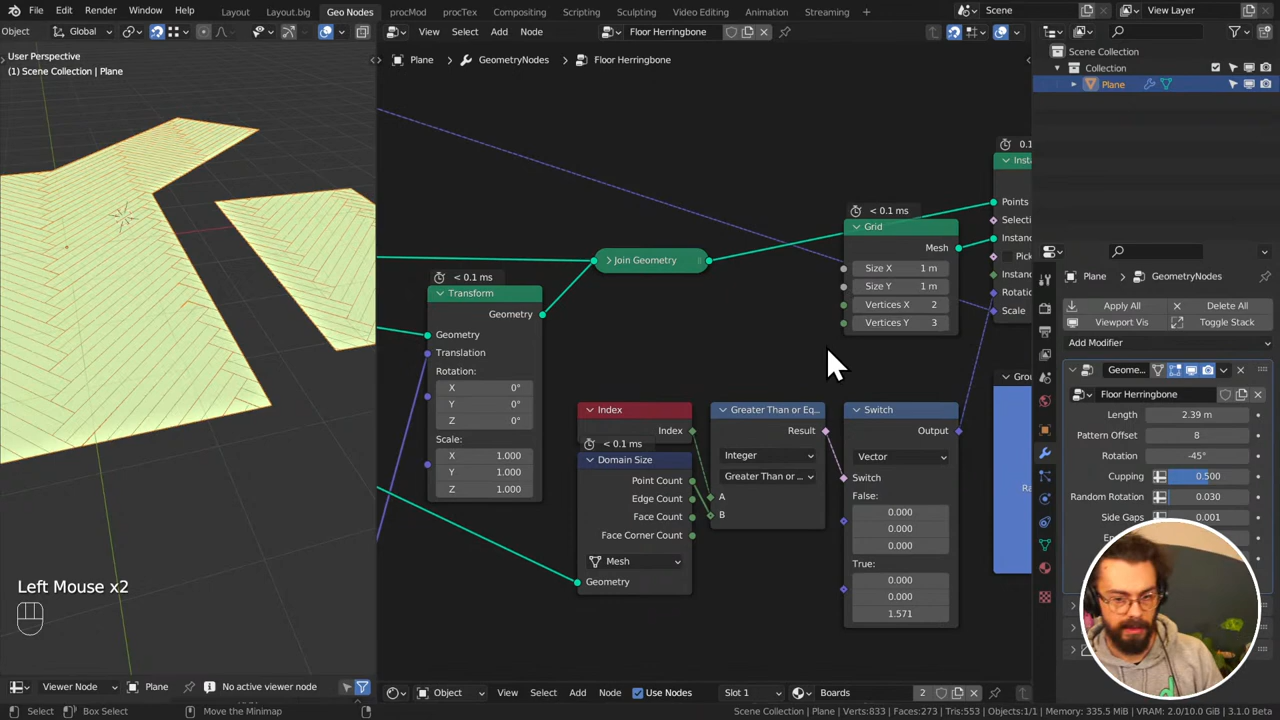 File Edit Render Window Help Layout Layout.big Geo Nodes procMod procTex Compositing Scripting Sculpting Video Editing Animation Streaming + Scene View Layer
Object Global View Select Add Node Floor Herringbone
User Perspective
(1) Scene Collection | Plane
Plane > GeometryNodes > Floor Herringbone
Scene Collection
Collection
Plane
0.1
Inst
Points
Selecti
Instanc
Pick
Instanc
Rotatio
Scale
< 0.1 ms
Grid
Mesh
Size X 1 m
Size Y 1 m
Vertices X 2
Vertices Y 3
Join Geometry
< 0.1 ms
Transform
Geometry
Geometry
Translation
Rotation:
X 0°
Y 0°
Z 0°
Scale:
X 1.000
Y 1.000
Z 1.000
Index
Index
< 0.1 ms
Domain Size
Point Count
Edge Count
Face Count
Face Corner Count
Mesh
Geometry
Greater Than or Eq...
Result
Integer
Greater Than or ...
A
B
Switch
Output
Vector
Switch
False:
0.000
0.000
0.000
True:
0.000
0.000
1.571
Grou
Ra
Plane > GeometryNodes
Apply All Delete All
Viewport Vis Toggle Stack
Add Modifier
Geome...
Floor Herringbone
Length 2.39 m
Pattern Offset 8
Rotation -45°
Cupping 0.500
Random Rotation 0.030
Side Gaps 0.001
Left Mouse x2
Viewer Node Plane No active viewer node
Object View Select Add Node Use Nodes Slot 1 Boards 2
Select Box Select Move the Minimap Scene Collection | Plane | Verts:833 | Faces:273 | Tris:553 | Objects:1/1 | Memory: 335.5 MiB | VRAM: 2.0/10.0 GiB | 3.1.0 Beta